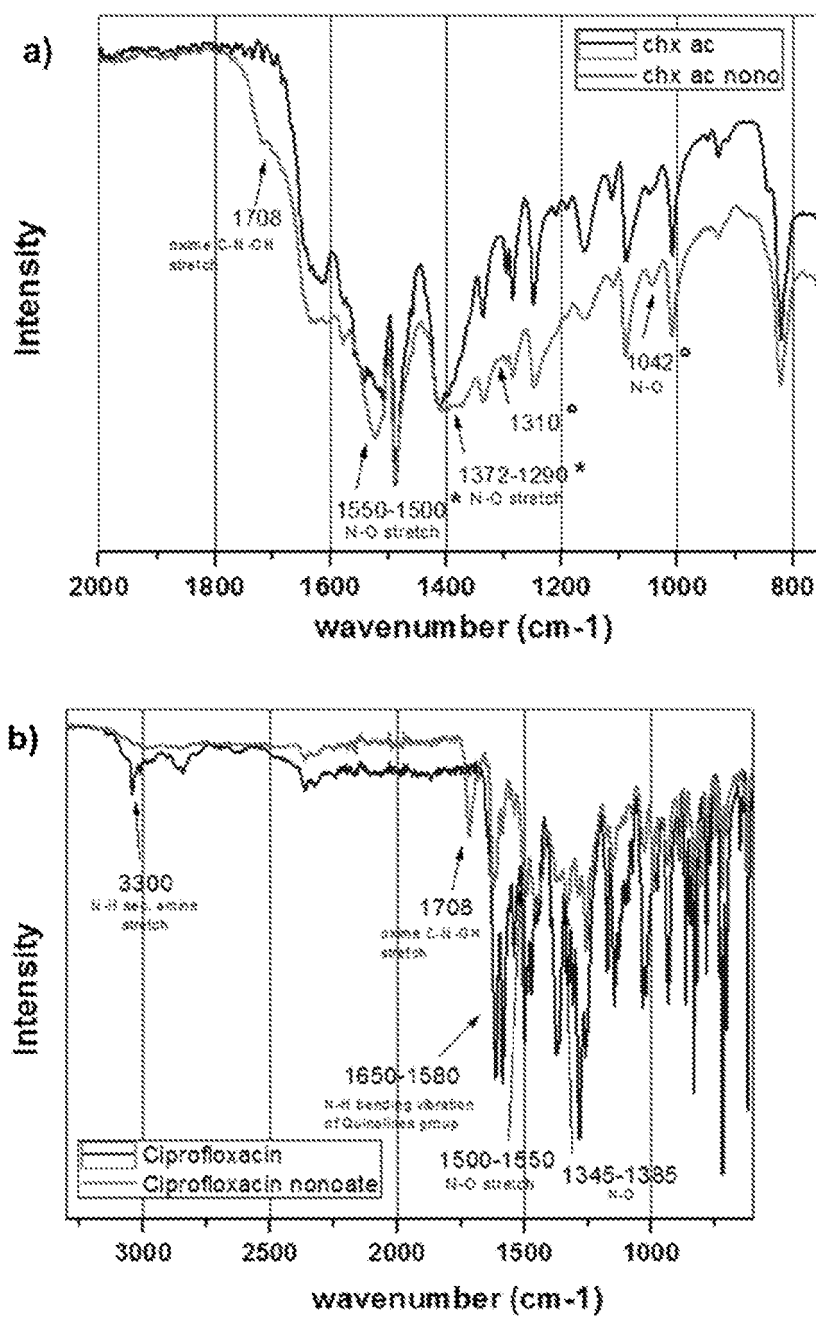 a)
chx ac
chx ac nono
1708
oxime C-N-OH
stretch
1042 °
N-O
1310 °
1372-1290 *
N-O stretch
1550-1500 *
N-O stretch
Intensity
2000 1800 1600 1400 1200 1000 800
wavenumber (cm-1)
b)
3300
N-H sec. amine
stretch
1708
oxime C-N-OH
stretch
1650-1580
N-H bending vibration
of Quinolines group
1500-1550
N-O stretch
1345-1385
N-O
Ciprofloxacin
Ciprofloxacin nonoate
Intensity
3000 2500 2000 1500 1000
wavenumber (cm-1)